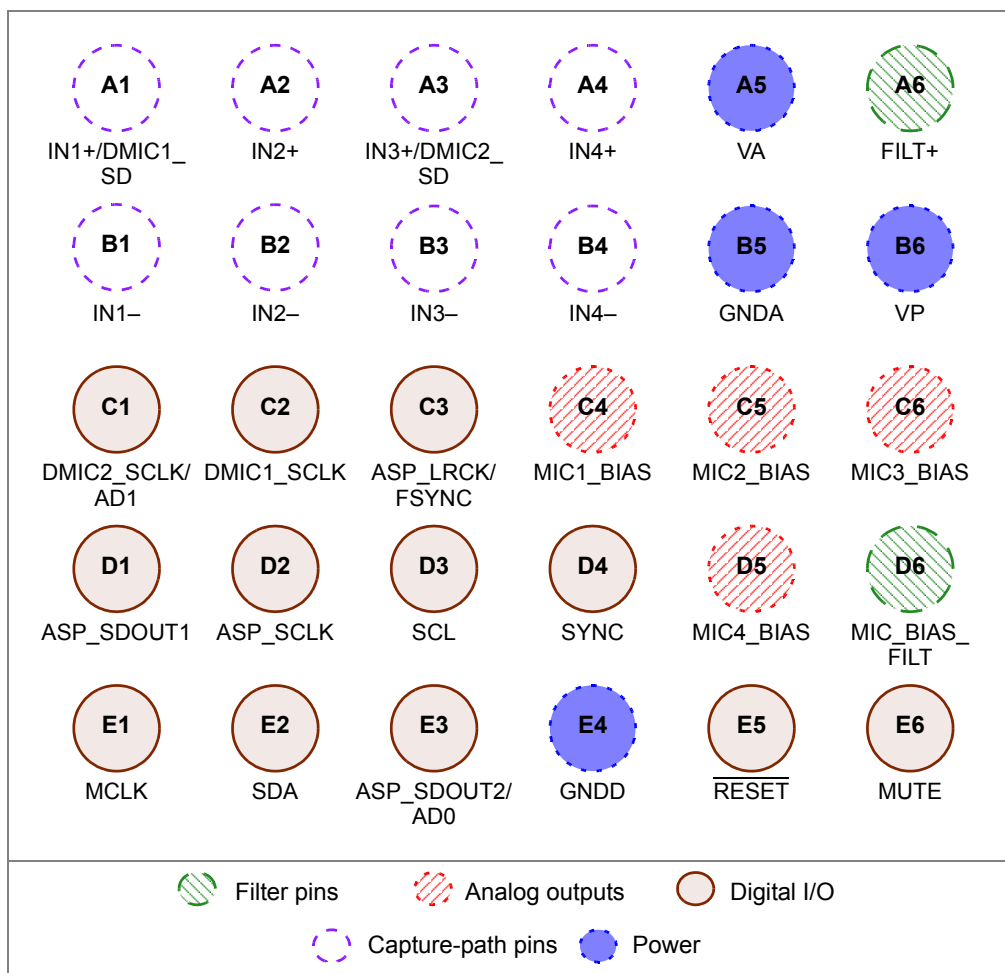 A1 A2 A3 A4 A5 A6
IN1+/DMIC1_ IN2+ IN3+/DMIC2_ IN4+ VA FILT+
SD SD
B1 B2 B3 B4 B5 B6
IN1– IN2– IN3– IN4– GNDA VP
C1 C2 C3 C4 C5 C6
DMIC2_SCLK/ DMIC1_SCLK ASP_LRCK/ MIC1_BIAS MIC2_BIAS MIC3_BIAS
AD1 FSYNC
D1 D2 D3 D4 D5 D6
ASP_SDOUT1 ASP_SCLK SCL SYNC MIC4_BIAS MIC_BIAS_
FILT
E1 E2 E3 E4 E5 E6
MCLK SDA ASP_SDOUT2/ GNDD RESET MUTE
AD0
Filter pins Analog outputs Digital I/O
Capture-path pins Power